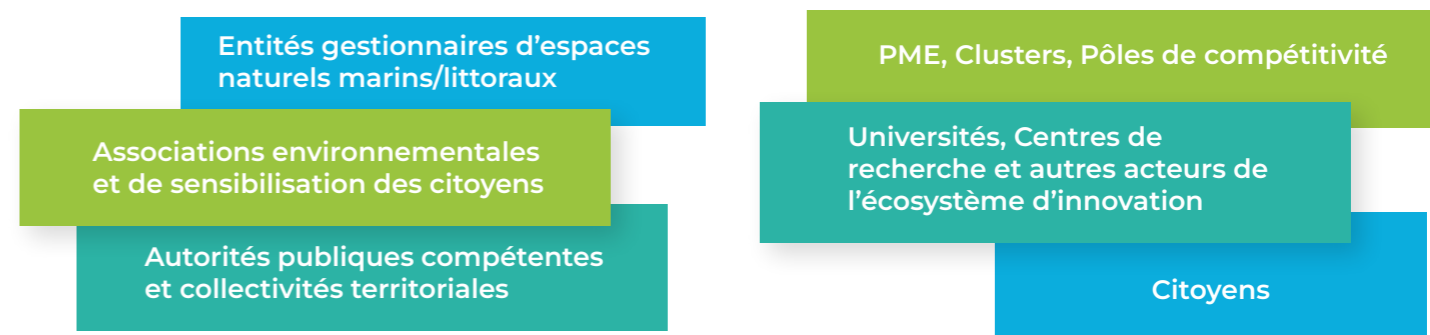 Entités gestionnaires d’espaces
naturels marins/littoraux
Associations environnementales
et de sensibilisation des citoyens
Autorités publiques compétentes
et collectivités territoriales
PME, Clusters, Pôles de compétitivité
Universités, Centres de
recherche et autres acteurs de
l’écosystème d’innovation
Citoyens